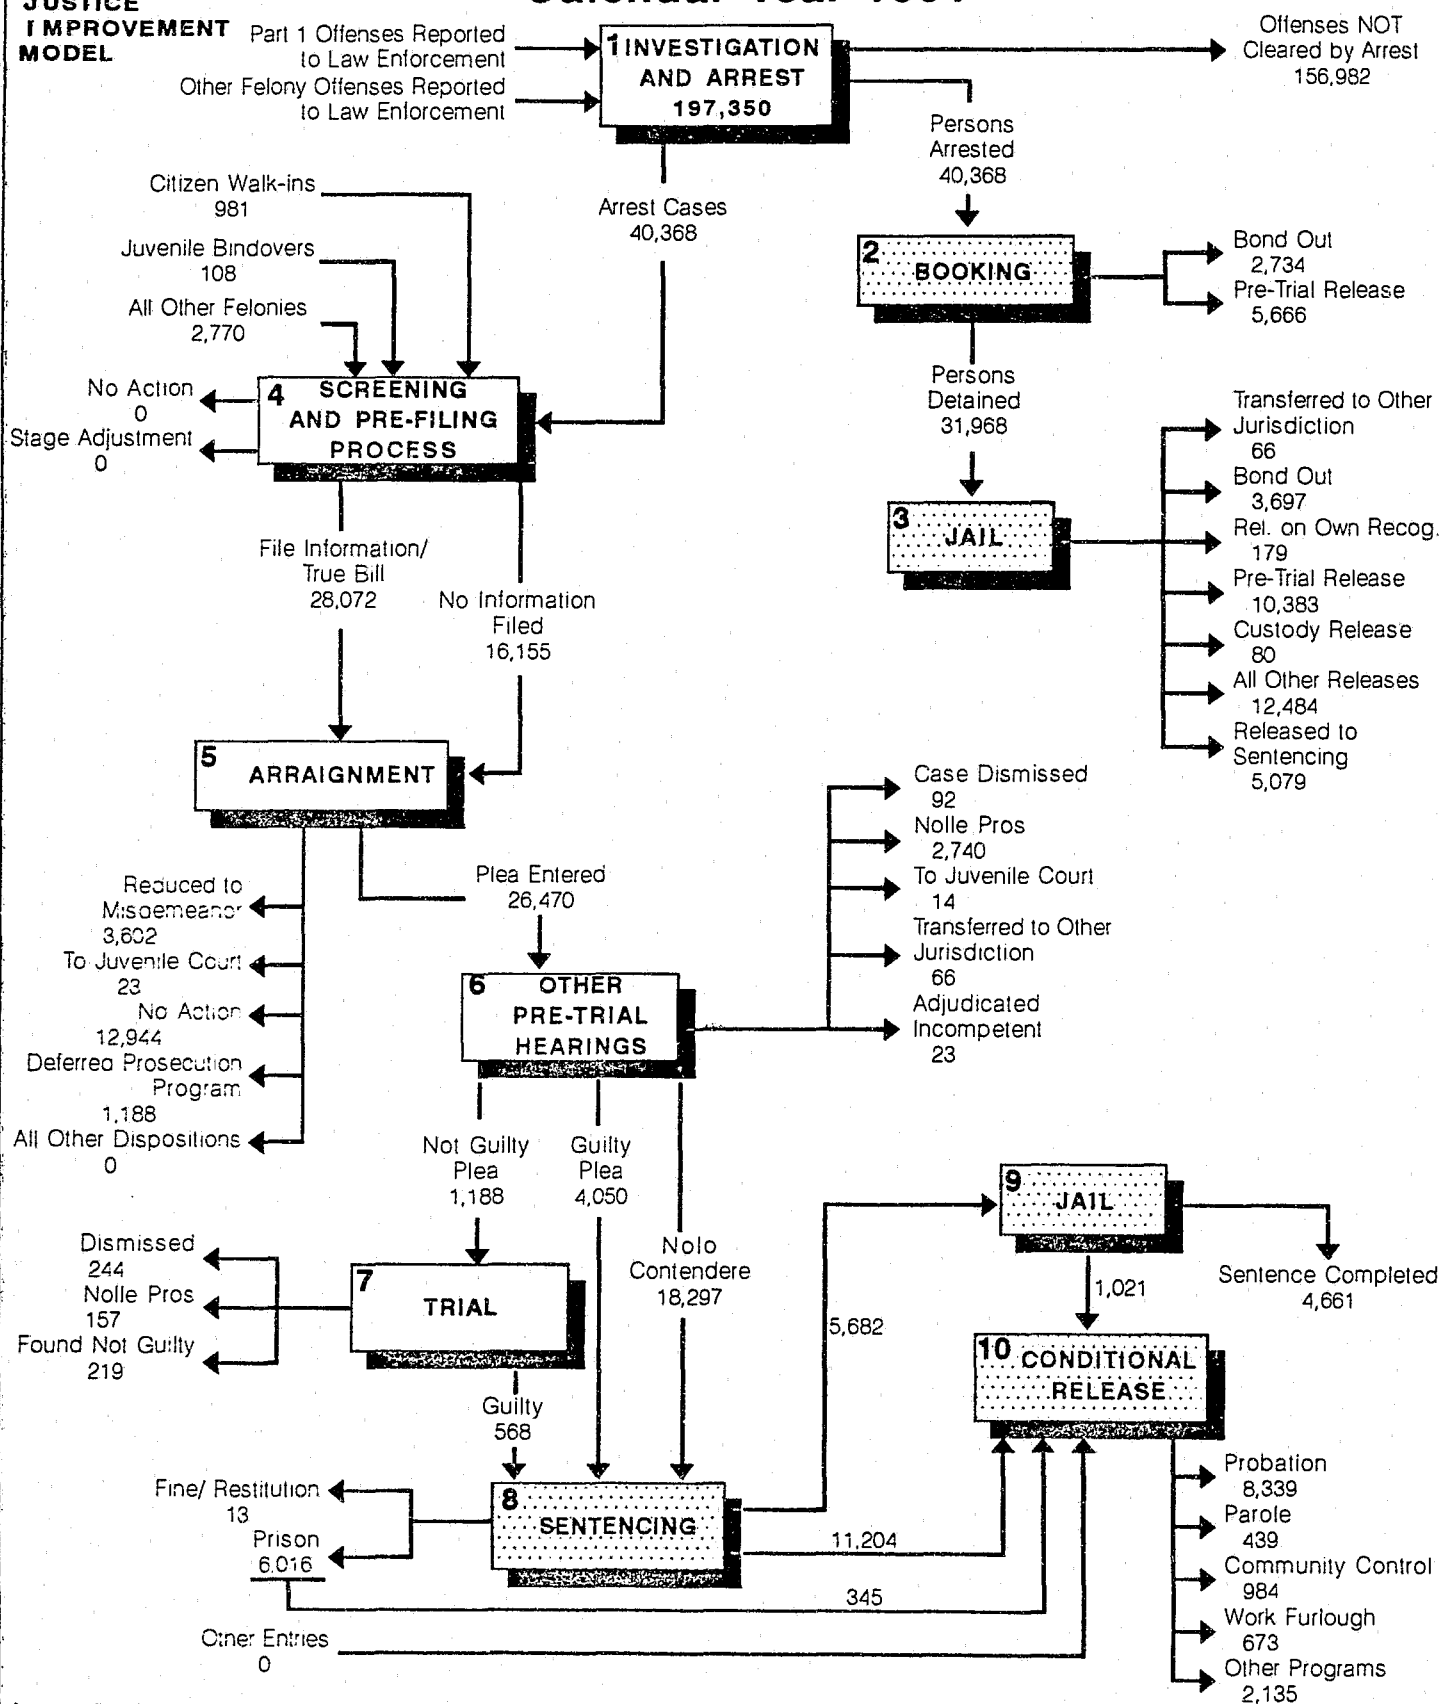 JUSTICE
IMPROVEMENT
MODEL
Part 1 Offenses Reported
to Law Enforcement
Other Felony Offenses Reported
to Law Enforcement
1 INVESTIGATION
AND ARREST
197,350
Offenses NOT
Cleared by Arrest
156,982
Persons
Arrested
40,368
Citizen Walk-ins
981
Juvenile Bindovers
108
All Other Felonies
2,770
Arrest Cases
40,368
2
BOOKING
Bond Out
2,734
Pre-Trial Release
5,666
No Action
0
Stage Adjustment
0
4 SCREENING
AND PRE-FILING
PROCESS
Persons
Detained
31,968
3
JAIL
Transferred to Other
Jurisdiction
66
Bond Out
3,697
Rel. on Own Recog.
179
Pre-Trial Release
10,383
Custody Release
80
All Other Releases
12,484
Released to
Sentencing
5,079
File Information/
True Bill
28,072
No Information
Filed
16,155
5
ARRAIGNMENT
Reduced to
Misdemeanor
3,602
To Juvenile Court
23
No Action
12,944
Deferred Prosecution
Program
1,188
All Other Dispositions
0
Plea Entered
26,470
6 OTHER
PRE-TRIAL
HEARINGS
Case Dismissed
92
Nolle Pros
2,740
To Juvenile Court
14
Transferred to Other
Jurisdiction
66
Adjudicated
Incompetent
23
Not Guilty
Plea
1,188
Guilty
Plea
4,050
Nolo
Contendere
18,297
Dismissed
244
Nolle Pros
157
Found Not Guilty
219
7
TRIAL
Guilty
568
5,682
9
JAIL
Sentence Completed
4,661
1,021
10 CONDITIONAL
RELEASE
Fine/ Restitution
13
Prison
6,016
8
SENTENCING
11,204
345
Other Entries
0
Probation
8,339
Parole
439
Community Control
984
Work Furlough
673
Other Programs
2,135